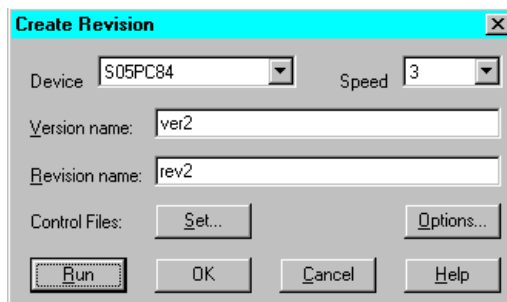 Create Revision
Device S05PC84 Speed 3
Version name: ver2
Revision name: rev2
Control Files: Set... Options...
Run OK Cancel Help